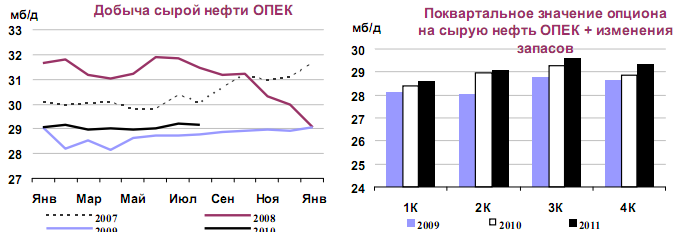 Добыча сырой нефти ОПЕК
мб/д
33
32
31
30
29
28
27
Янв Мар Май Июл Сен Ноя Янв
2007 2008
2009 2010
Поквартальное значение опциона
на сырую нефть ОПЕК + изменения
запасов
мб/д
30
29
28
27
26
25
24
1К 2К 3К 4К
2009 2010 2011